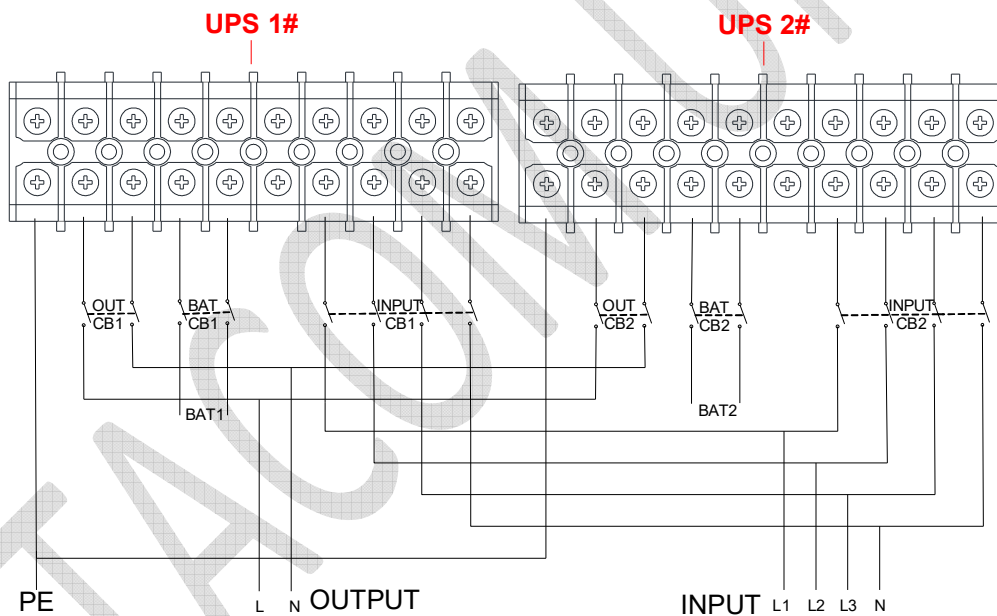 UPS 1# UPS 2#
OUT BAT INPUT OUT BAT INPUT
CB1 CB1 CB1 CB2 CB2 CB2
BAT1 BAT2
PE L N OUTPUT INPUT L1 L2 L3 N